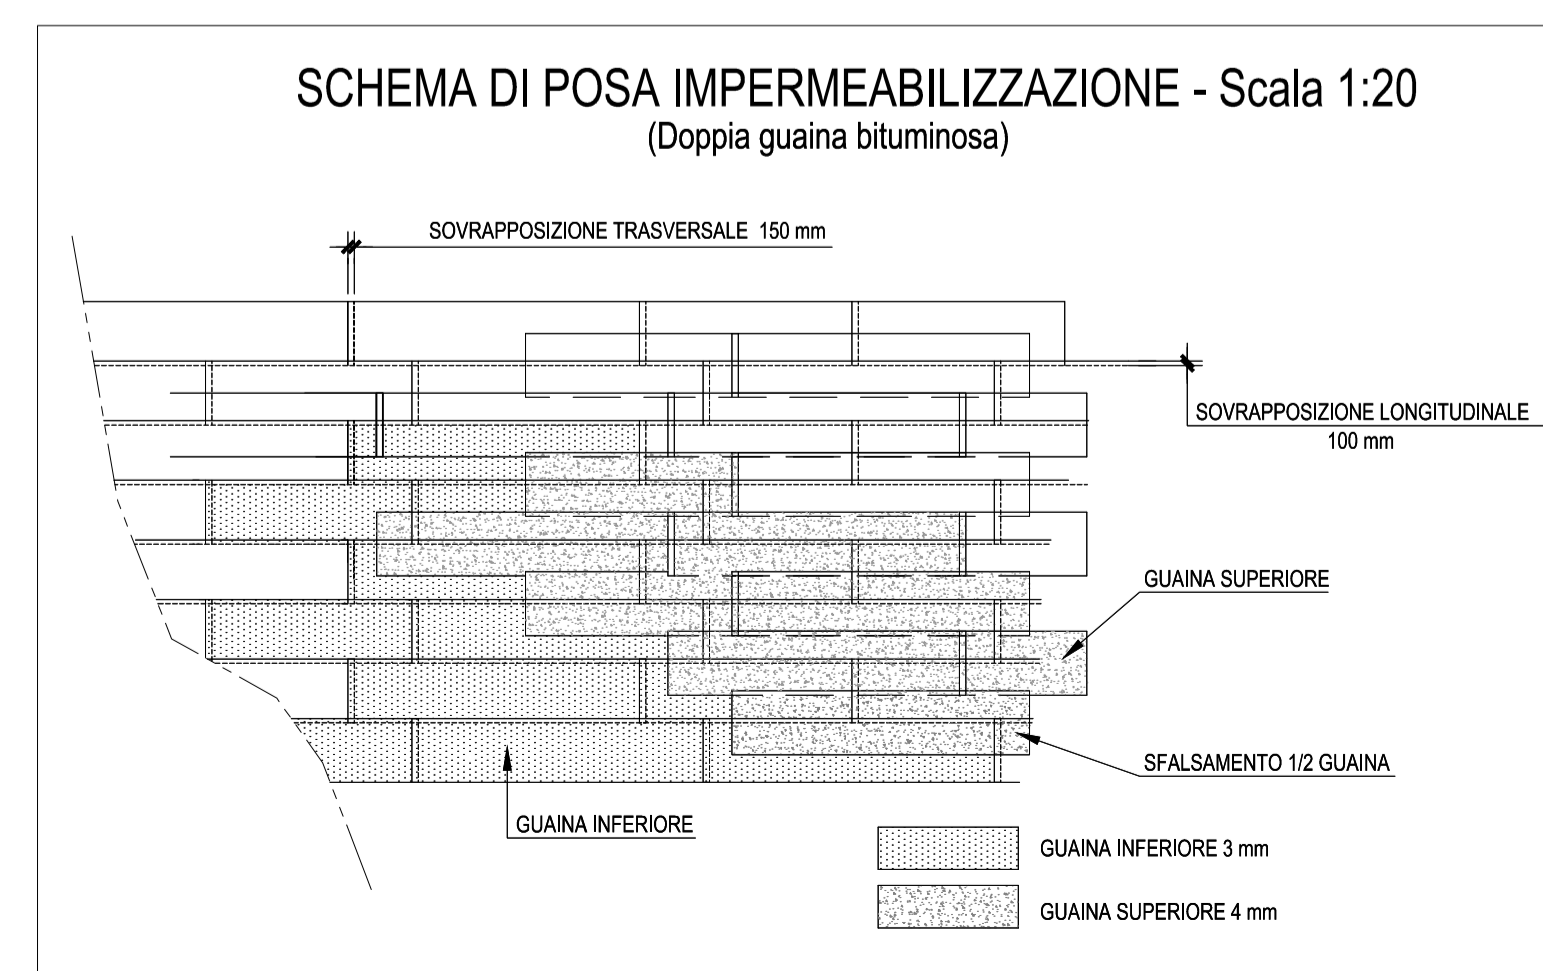 SCHEMA DI POSA IMPERMEABILIZZAZIONE - Scala 1:20
(Doppia guaina bituminosa)
SOVRAPPOSIZIONE TRASVERSALE 150 mm
SOVRAPPOSIZIONE LONGITUDINALE
100 mm
GUAINA SUPERIORE
SFALSAMENTO 1/2 GUAINA
GUAINA INFERIORE
GUAINA INFERIORE 3 mm
GUAINA SUPERIORE 4 mm